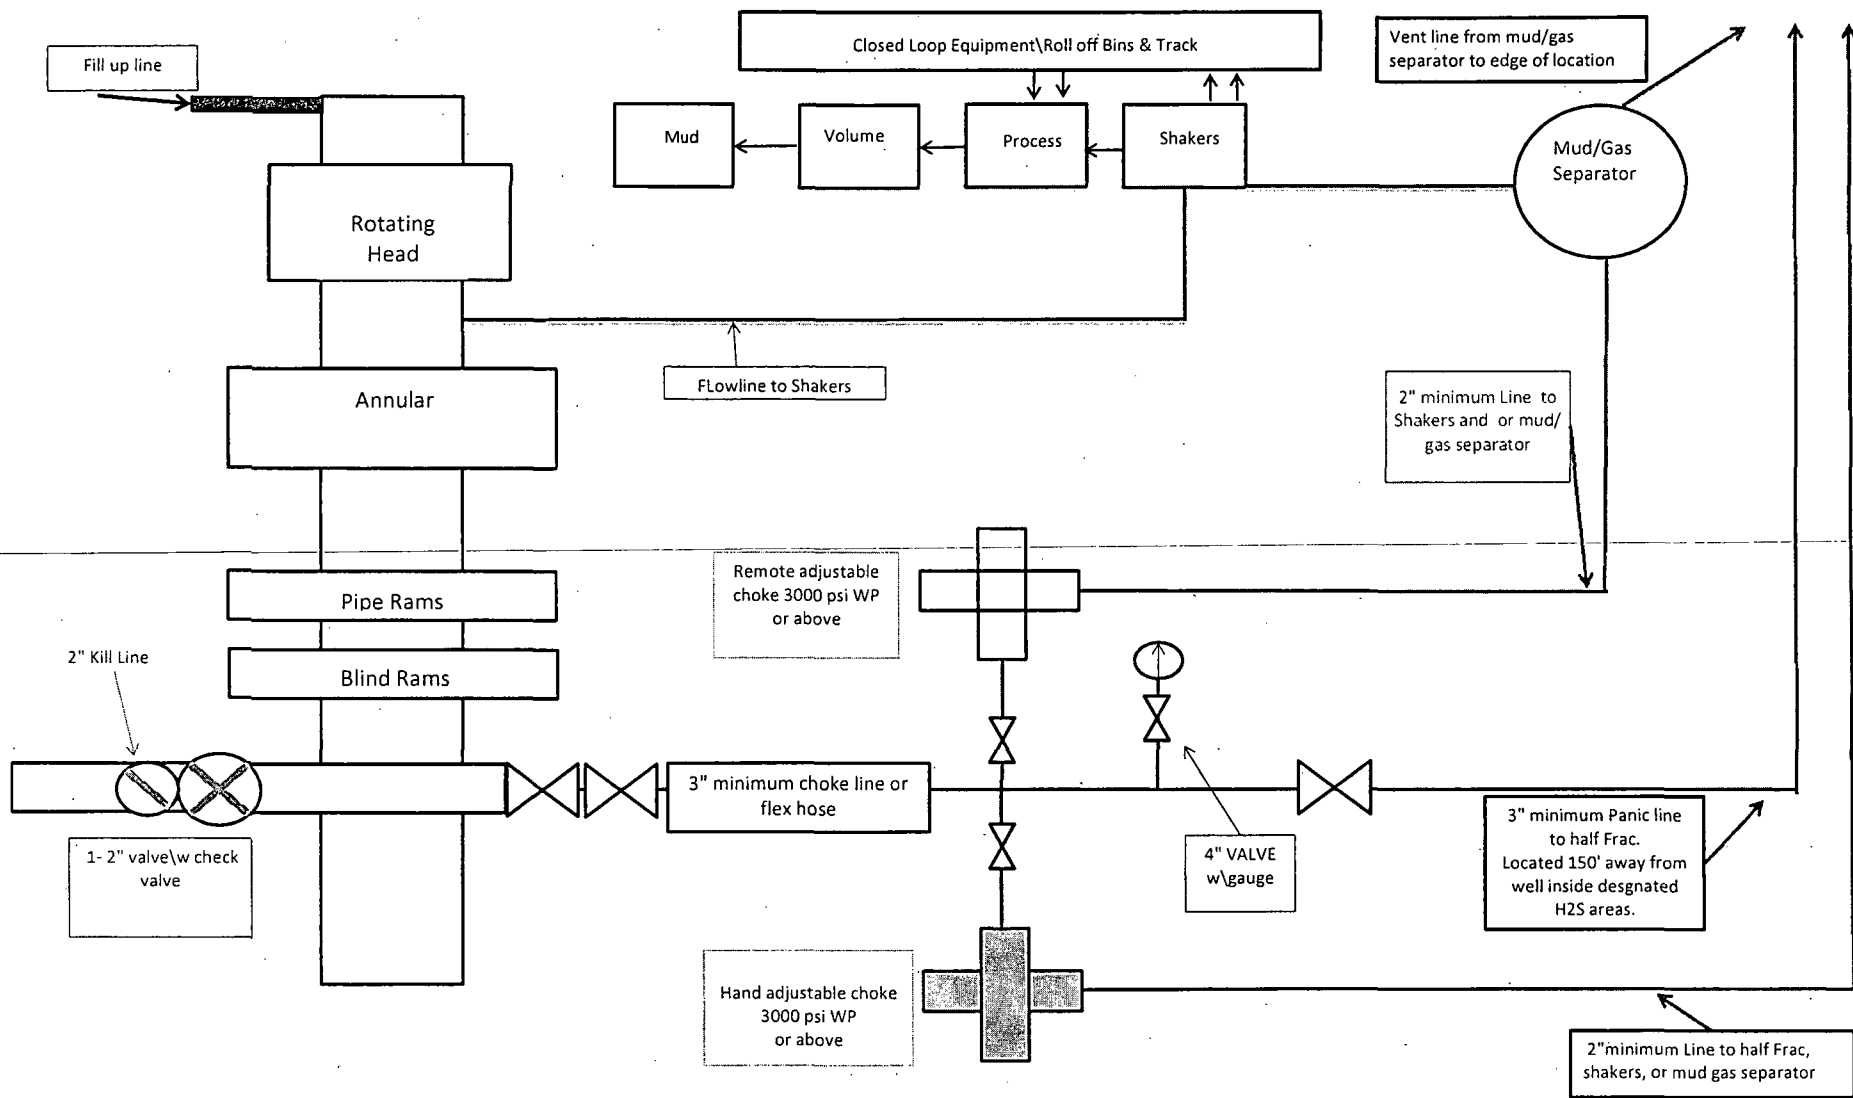 Closed Loop Equipment\Roll off Bins & Track
Vent line from mud/gas
separator to edge of location
Fill up line
Mud
Volume
Process
Shakers
Mud/Gas
Separator
Rotating
Head
FLowline to Shakers
Annular
2" minimum Line to
Shakers and or mud/
gas separator
Remote adjustable
choke 3000 psi WP
or above
Pipe Rams
2" Kill Line
Blind Rams
3" minimum choke line or
flex hose
1- 2" valve\w check
valve
4" VALVE
w\gauge
3" minimum Panic line
to half Frac.
Located 150' away from
well inside desgnated
H2S areas.
Hand adjustable choke
3000 psi WP
or above
2"minimum Line to half Frac,
shakers, or mud gas separator